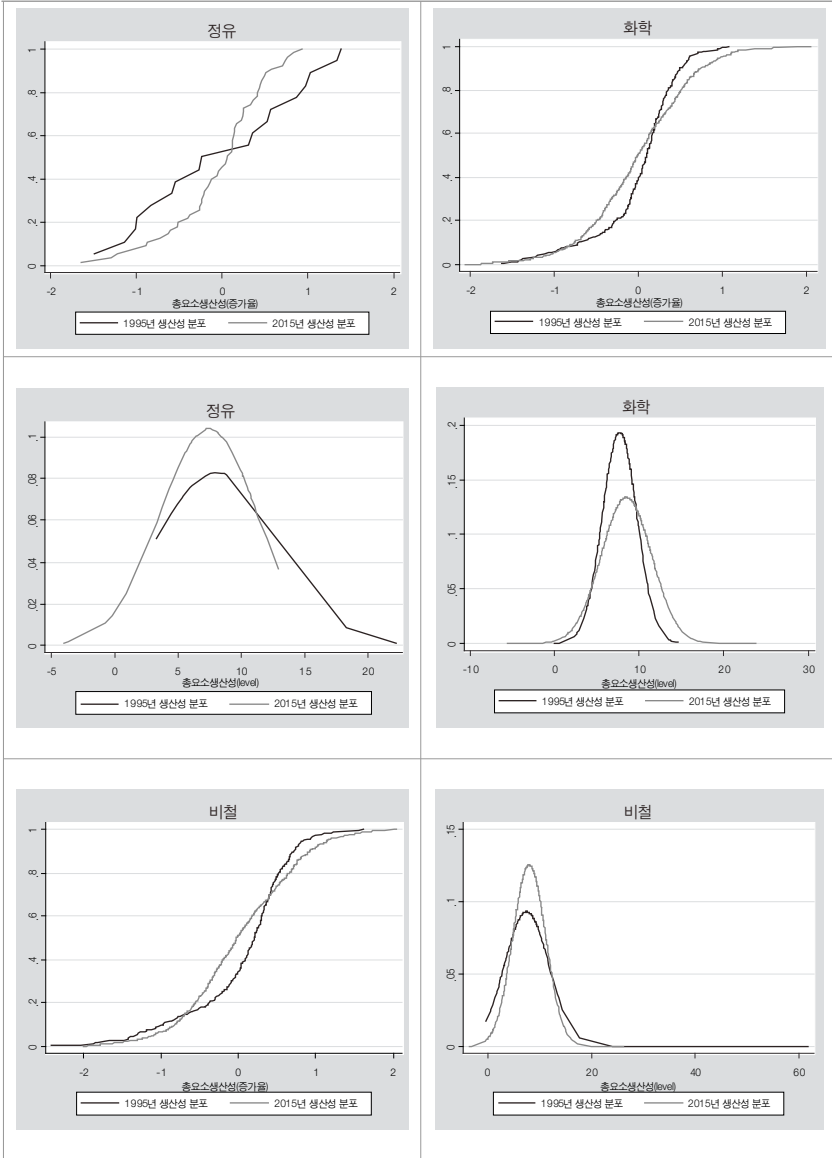 정유
0 .2 .4 .6 .8 1
-2 -1 0 1 2
총요소생산성(증가율)
1995년 생산성 분포 2015년 생산성 분포
화학
0 .2 .4 .6 .8 1
-2 -1 0 1 2
총요소생산성(증가율)
1995년 생산성 분포 2015년 생산성 분포
정유
0 .02 .04 .06 .08 .1
-5 0 5 10 15 20
총요소생산성(level)
1995년 생산성 분포 2015년 생산성 분포
화학
0 .05 .1 .15 .2
-10 0 10 20 30
총요소생산성(level)
1995년 생산성 분포 2015년 생산성 분포
비철
0 .2 .4 .6 .8 1
-2 -1 0 1 2
총요소생산성(증가율)
1995년 생산성 분포 2015년 생산성 분포
비철
0 .05 .1 .15
0 20 40 60
총요소생산성(level)
1995년 생산성 분포 2015년 생산성 분포